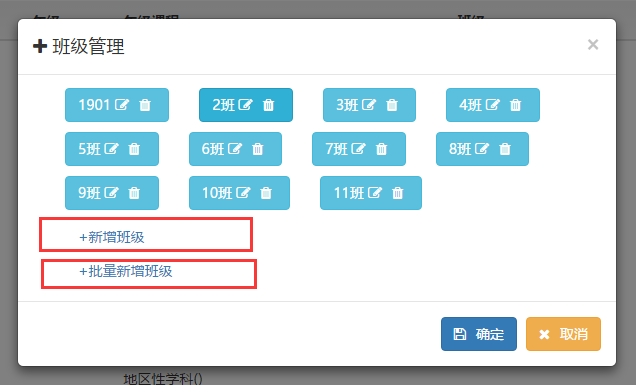 班级管理 ×
1901 2班 3班 4班
5班 6班 7班 8班
9班 10班 11班
+新增班级
+批量新增班级
确定 取消
地区性学科()